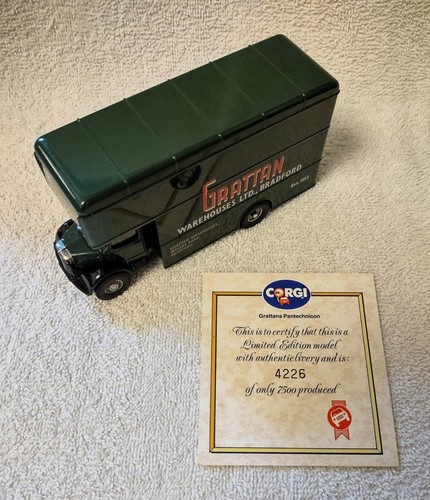 GRATTAN
WAREHOUSES LTD., BRADFORD
Est. 1912
CORGI
Grattans Pantechnicon
This is to certify that this is a
Limited Edition model
with authentic livery and is:
4226
of only 7500 produced